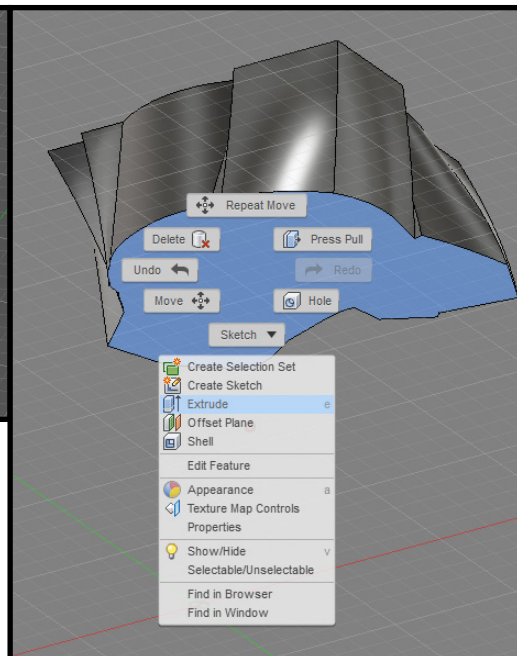 Repeat Move
Delete
Press Pull
Undo
Redo
Move
Hole
Sketch
Create Selection Set
Create Sketch
Extrude e
Offset Plane
Shell
Edit Feature
Appearance a
Texture Map Controls
Properties
Show/Hide v
Selectable/Unselectable
Find in Browser
Find in Window